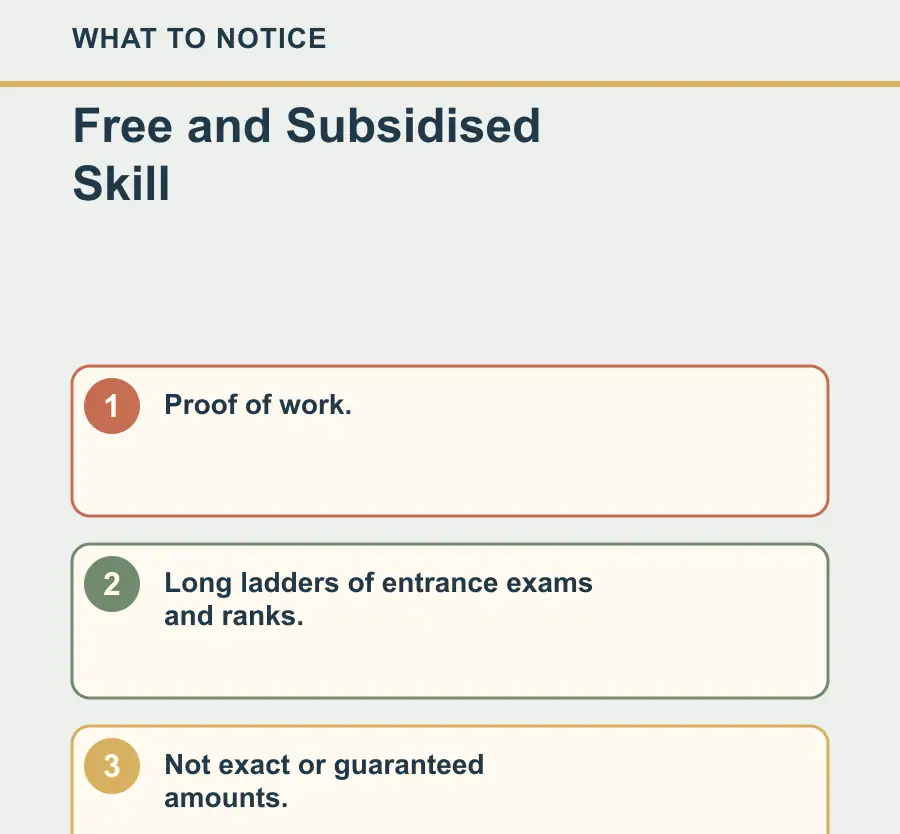 WHAT TO NOTICE
Free and Subsidised
Skill
1
Proof of work.
2
Long ladders of entrance exams
and ranks.
3
Not exact or guaranteed
amounts.